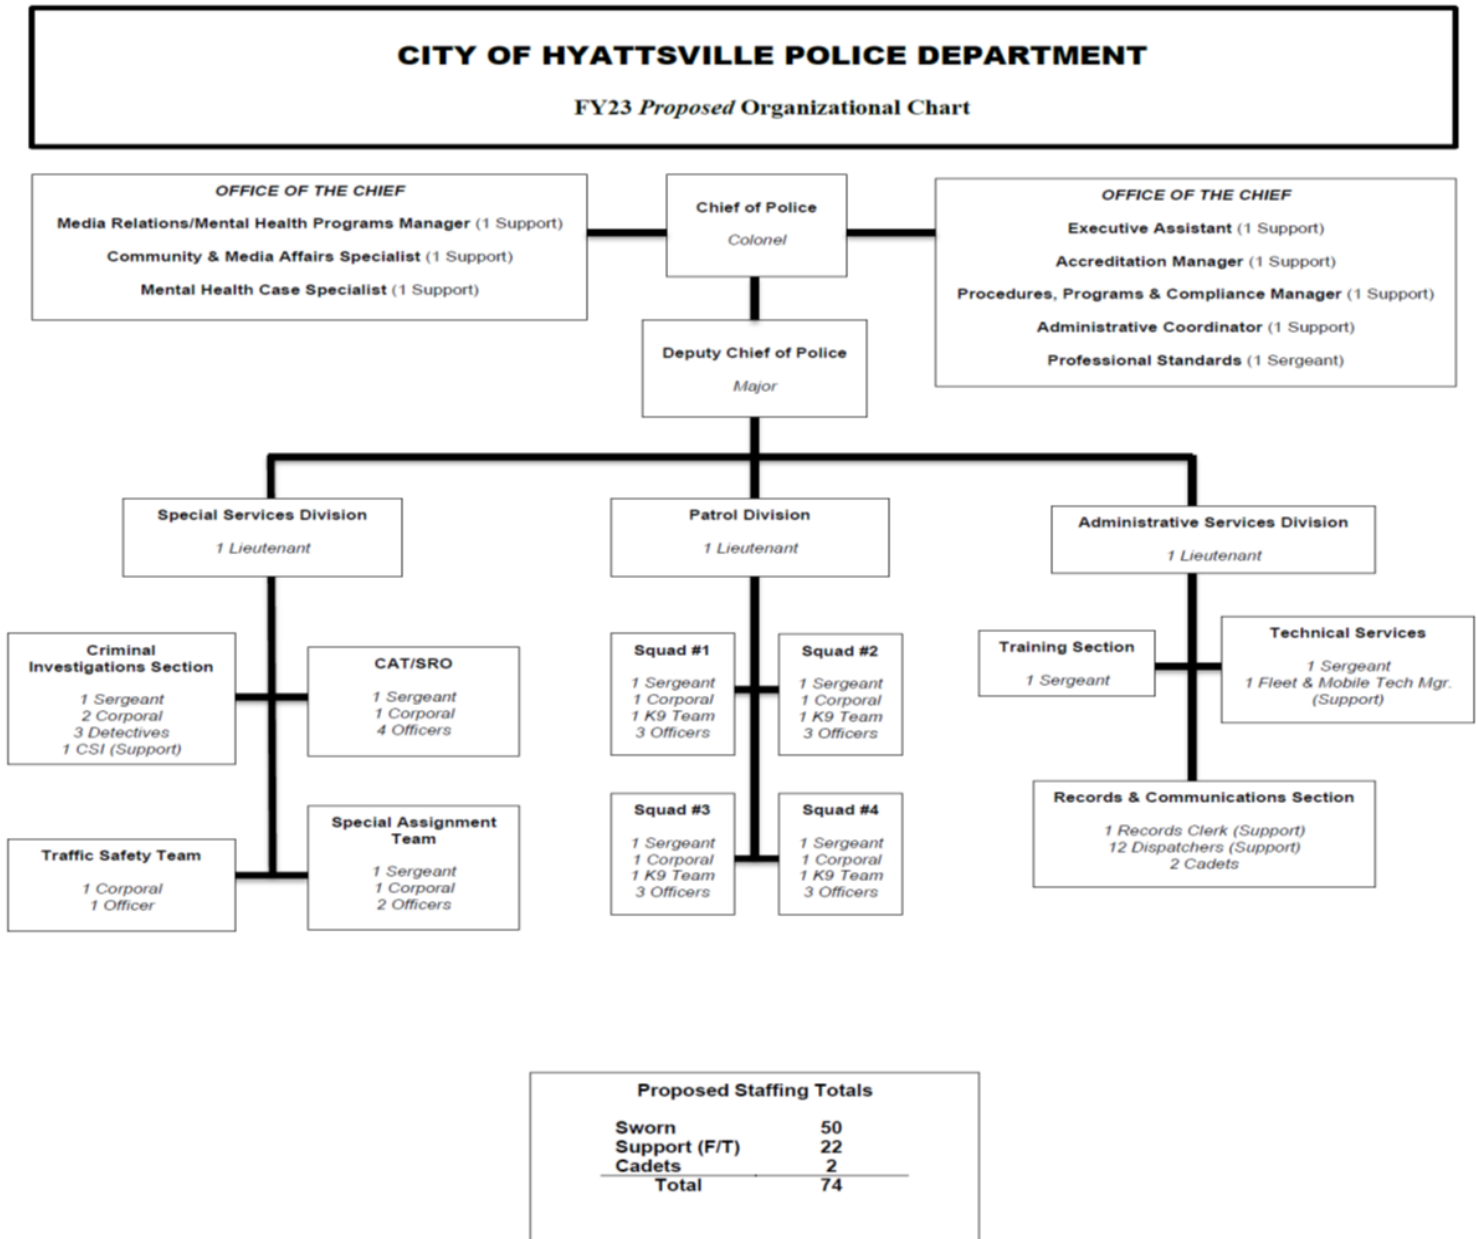 CITY OF HYATTSVILLE POLICE DEPARTMENT
FY23 Proposed Organizational Chart
OFFICE OF THE CHIEF
Media Relations/Mental Health Programs Manager (1 Support)
Community & Media Affairs Specialist (1 Support)
Mental Health Case Specialist (1 Support)
Chief of Police
Colonel
OFFICE OF THE CHIEF
Executive Assistant (1 Support)
Accreditation Manager (1 Support)
Procedures, Programs & Compliance Manager (1 Support)
Administrative Coordinator (1 Support)
Professional Standards (1 Sergeant)
Deputy Chief of Police
Major
Special Services Division
1 Lieutenant
Patrol Division
1 Lieutenant
Administrative Services Division
1 Lieutenant
Criminal
Investigations Section
1 Sergeant
2 Corporal
3 Detectives
1 CSI (Support)
CAT/SRO
1 Sergeant
1 Corporal
4 Officers
Squad #1
1 Sergeant
1 Corporal
1 K9 Team
3 Officers
Squad #2
1 Sergeant
1 Corporal
1 K9 Team
3 Officers
Training Section
1 Sergeant
Technical Services
1 Sergeant
1 Fleet & Mobile Tech Mgr.
(Support)
Traffic Safety Team
1 Corporal
1 Officer
Special Assignment
Team
1 Sergeant
1 Corporal
2 Officers
Squad #3
1 Sergeant
1 Corporal
1 K9 Team
3 Officers
Squad #4
1 Sergeant
1 Corporal
1 K9 Team
3 Officers
Records & Communications Section
1 Records Clerk (Support)
12 Dispatchers (Support)
2 Cadets
Proposed Staffing Totals
Sworn 50
Support (F/T) 22
Cadets 2
Total 74